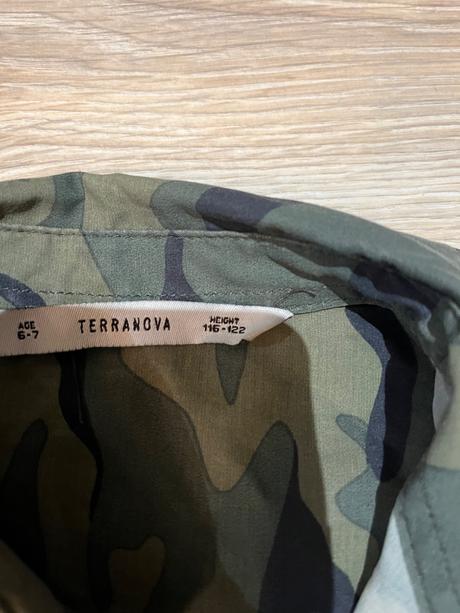 AGE
6-7
TERRANOVA
HEIGHT
116-122